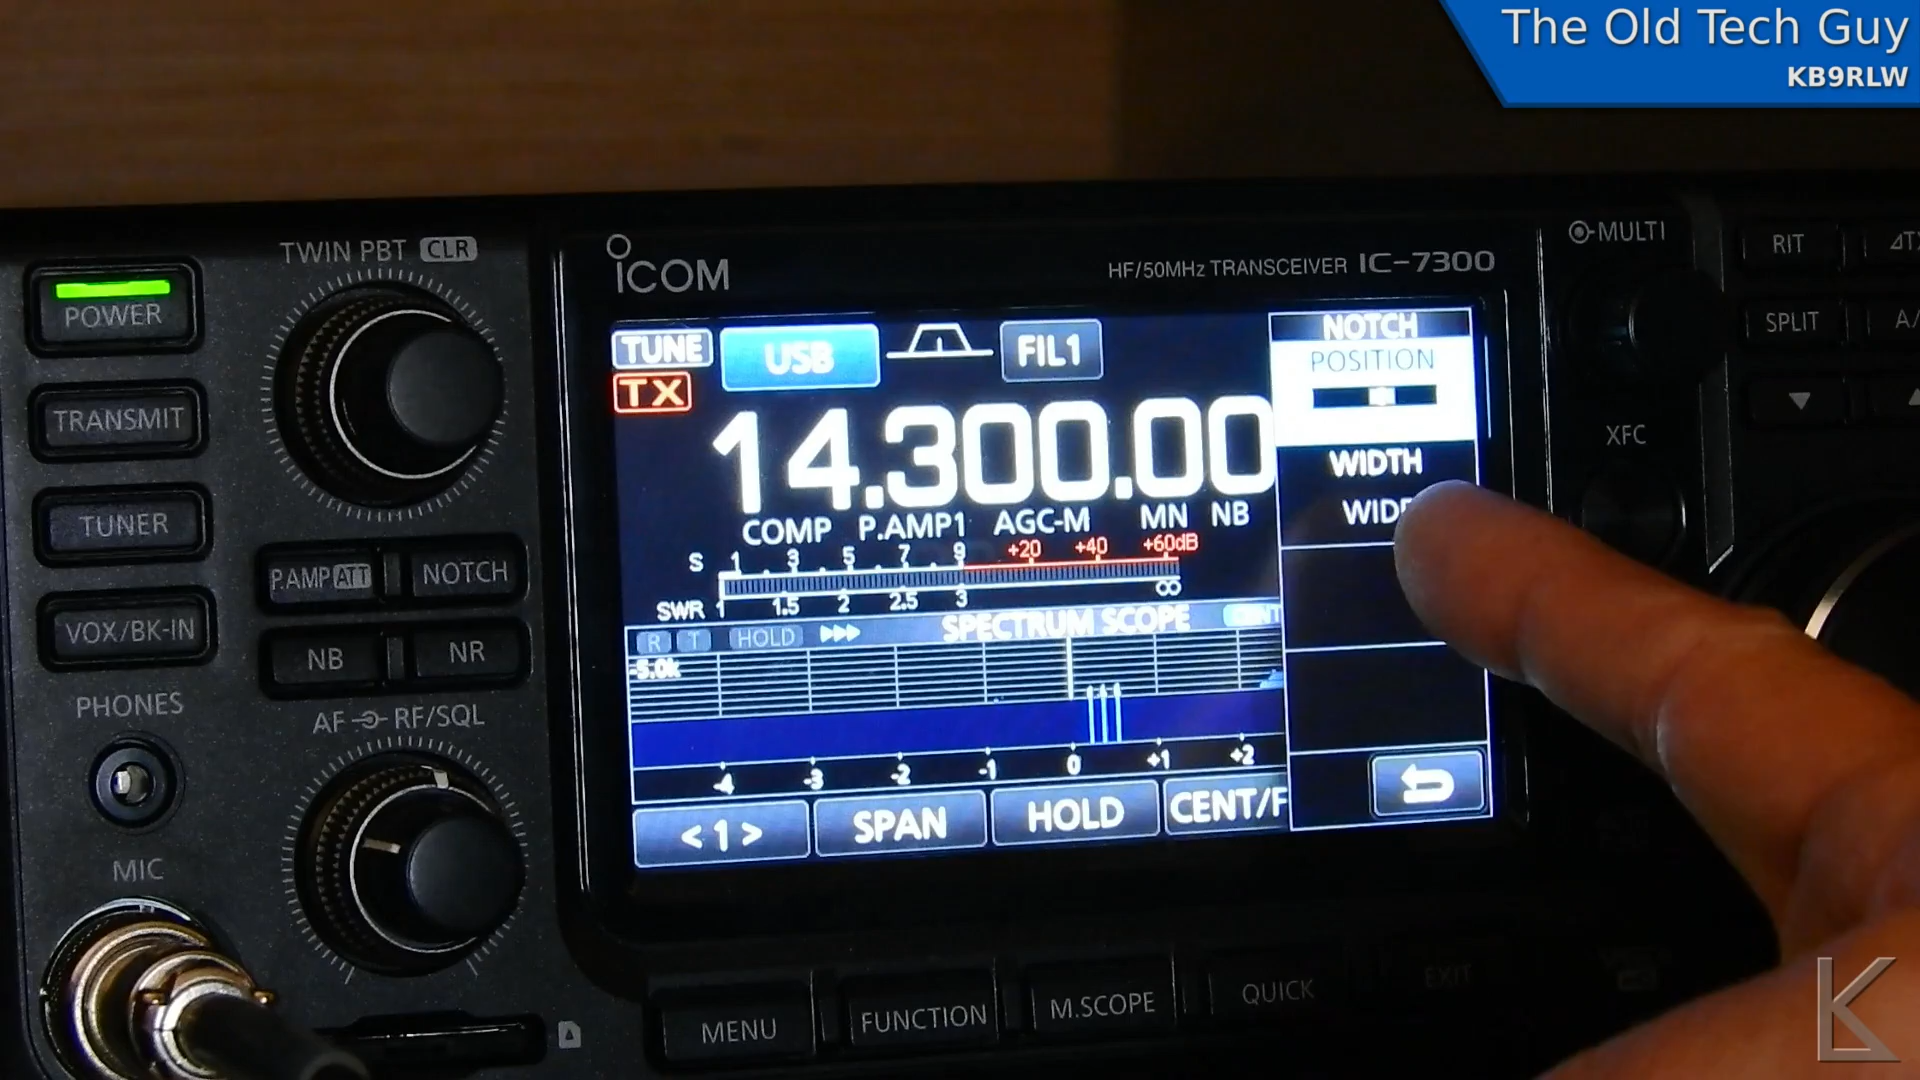 The Old Tech Guy
KB9RLW
TWIN PBT CLR
ICOM
HF/50MHz TRANSCEIVER IC-7300
MULTI
RIT
POWER
SPLIT
TRANSMIT
TUNER
P.AMP ATT
NOTCH
VOX/BK-IN
NB
NR
PHONES
AF RF/SQL
MIC
XFC
TUNE
USB
FIL1
TX
14.300.00
COMP P.AMP1 AGC-M MN NB
S 1 3 5 7 9 +20 +40 +60dB
SWR 1 1.5 2 2.5 3 ∞
R T HOLD SPECTRUM SCOPE
-5.0k
-4 -3 -2 -1 0 +1 +2
<1> SPAN HOLD CENT/F
NOTCH
POSITION
WIDTH
MENU
FUNCTION
M.SCOPE
QUICK
EXIT